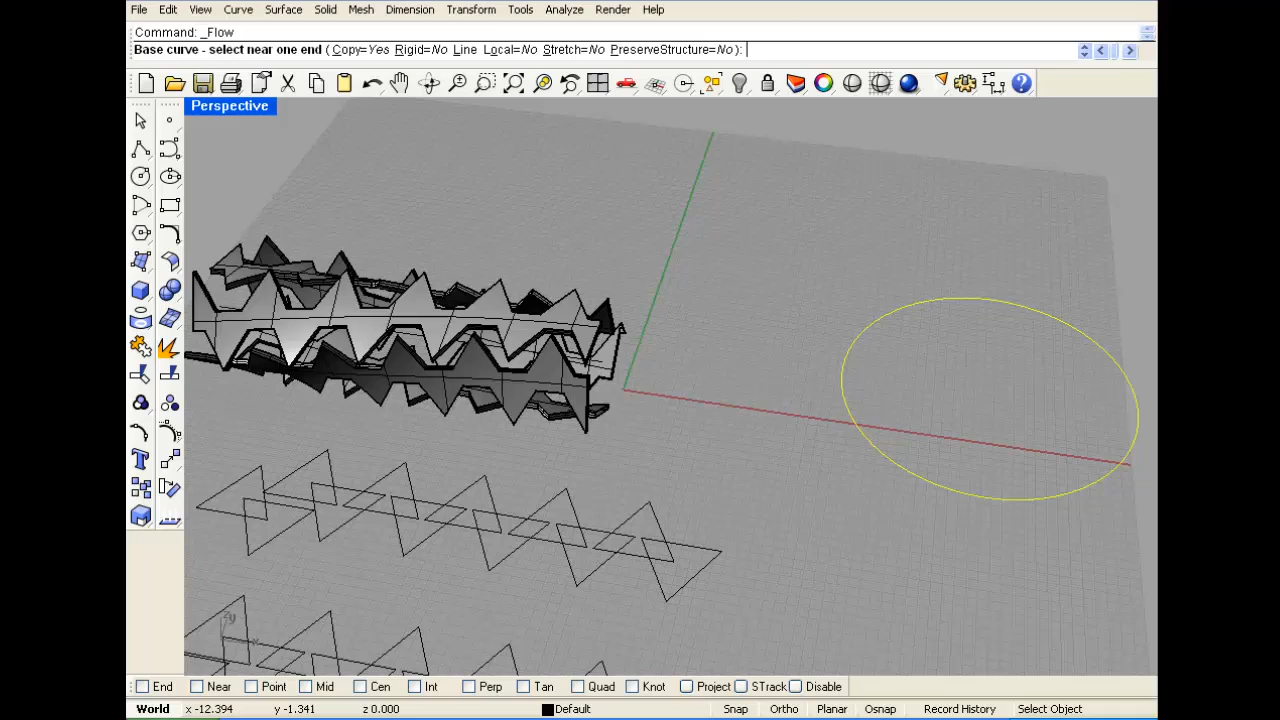 File Edit View Curve Surface Solid Mesh Dimension Transform Tools Analyze Render Help
Command: _Flow
Base curve - select near one end ( Copy=Yes Rigid=No Line Local=No Stretch=No PreserveStructure=No):
Perspective
End Near Point Mid Cen Int Perp Tan Quad Knot Project STrack Disable
World x -12.394 y -1.341 z 0.000 Default Snap Ortho Planar Osnap Record History Select Object